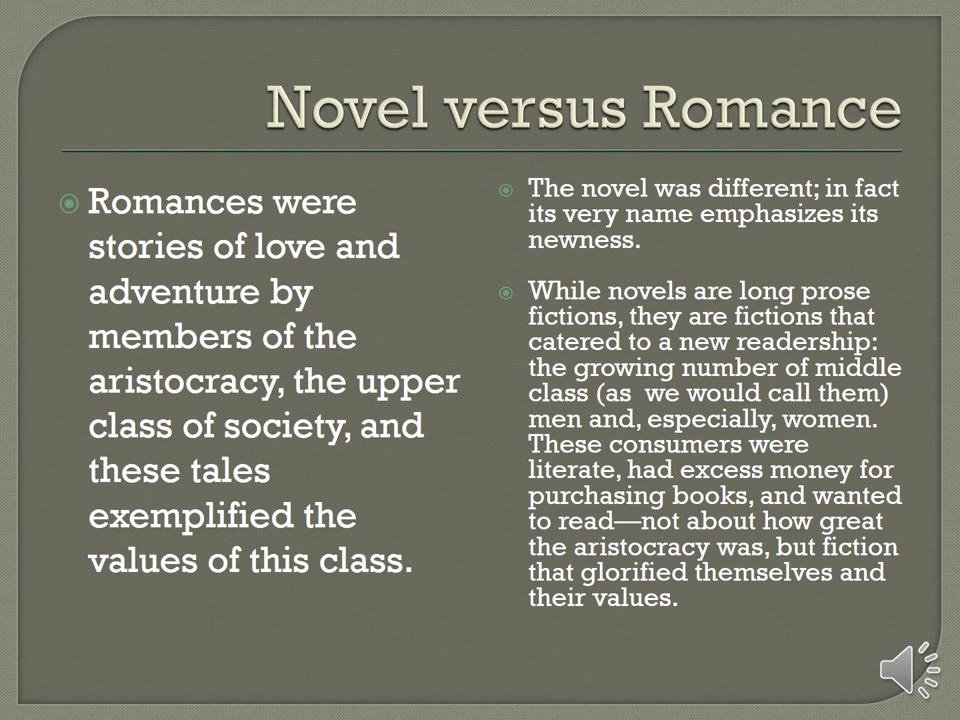 Novel versus Romance
Romances were
stories of love and
adventure by
members of the
aristocracy, the upper
class of society, and
these tales
exemplified the
values of this class.
The novel was different; in fact
its very name emphasizes its
newness.
While novels are long prose
fictions, they are fictions that
catered to a new readership:
the growing number of middle
class (as  we would call them)
men and, especially, women.
These consumers were
literate, had excess money for
purchasing books, and wanted
to read—not about how great
the aristocracy was, but fiction
that glorified themselves and
their values.